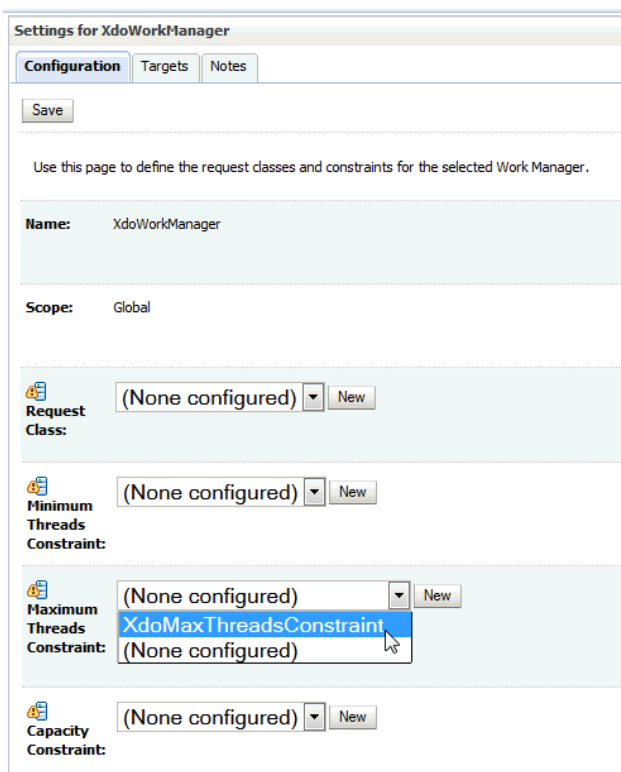 Settings for XdoWorkManager
Configuration Targets Notes
Save
Use this page to define the request classes and constraints for the selected Work Manager.
Name: XdoWorkManager
Scope: Global
Request
Class:
(None configured) New
Minimum
Threads
Constraint:
(None configured) New
Maximum
Threads
Constraint:
(None configured) New
XdoMaxThreadsConstraint
(None configured)
Capacity
Constraint:
(None configured) New